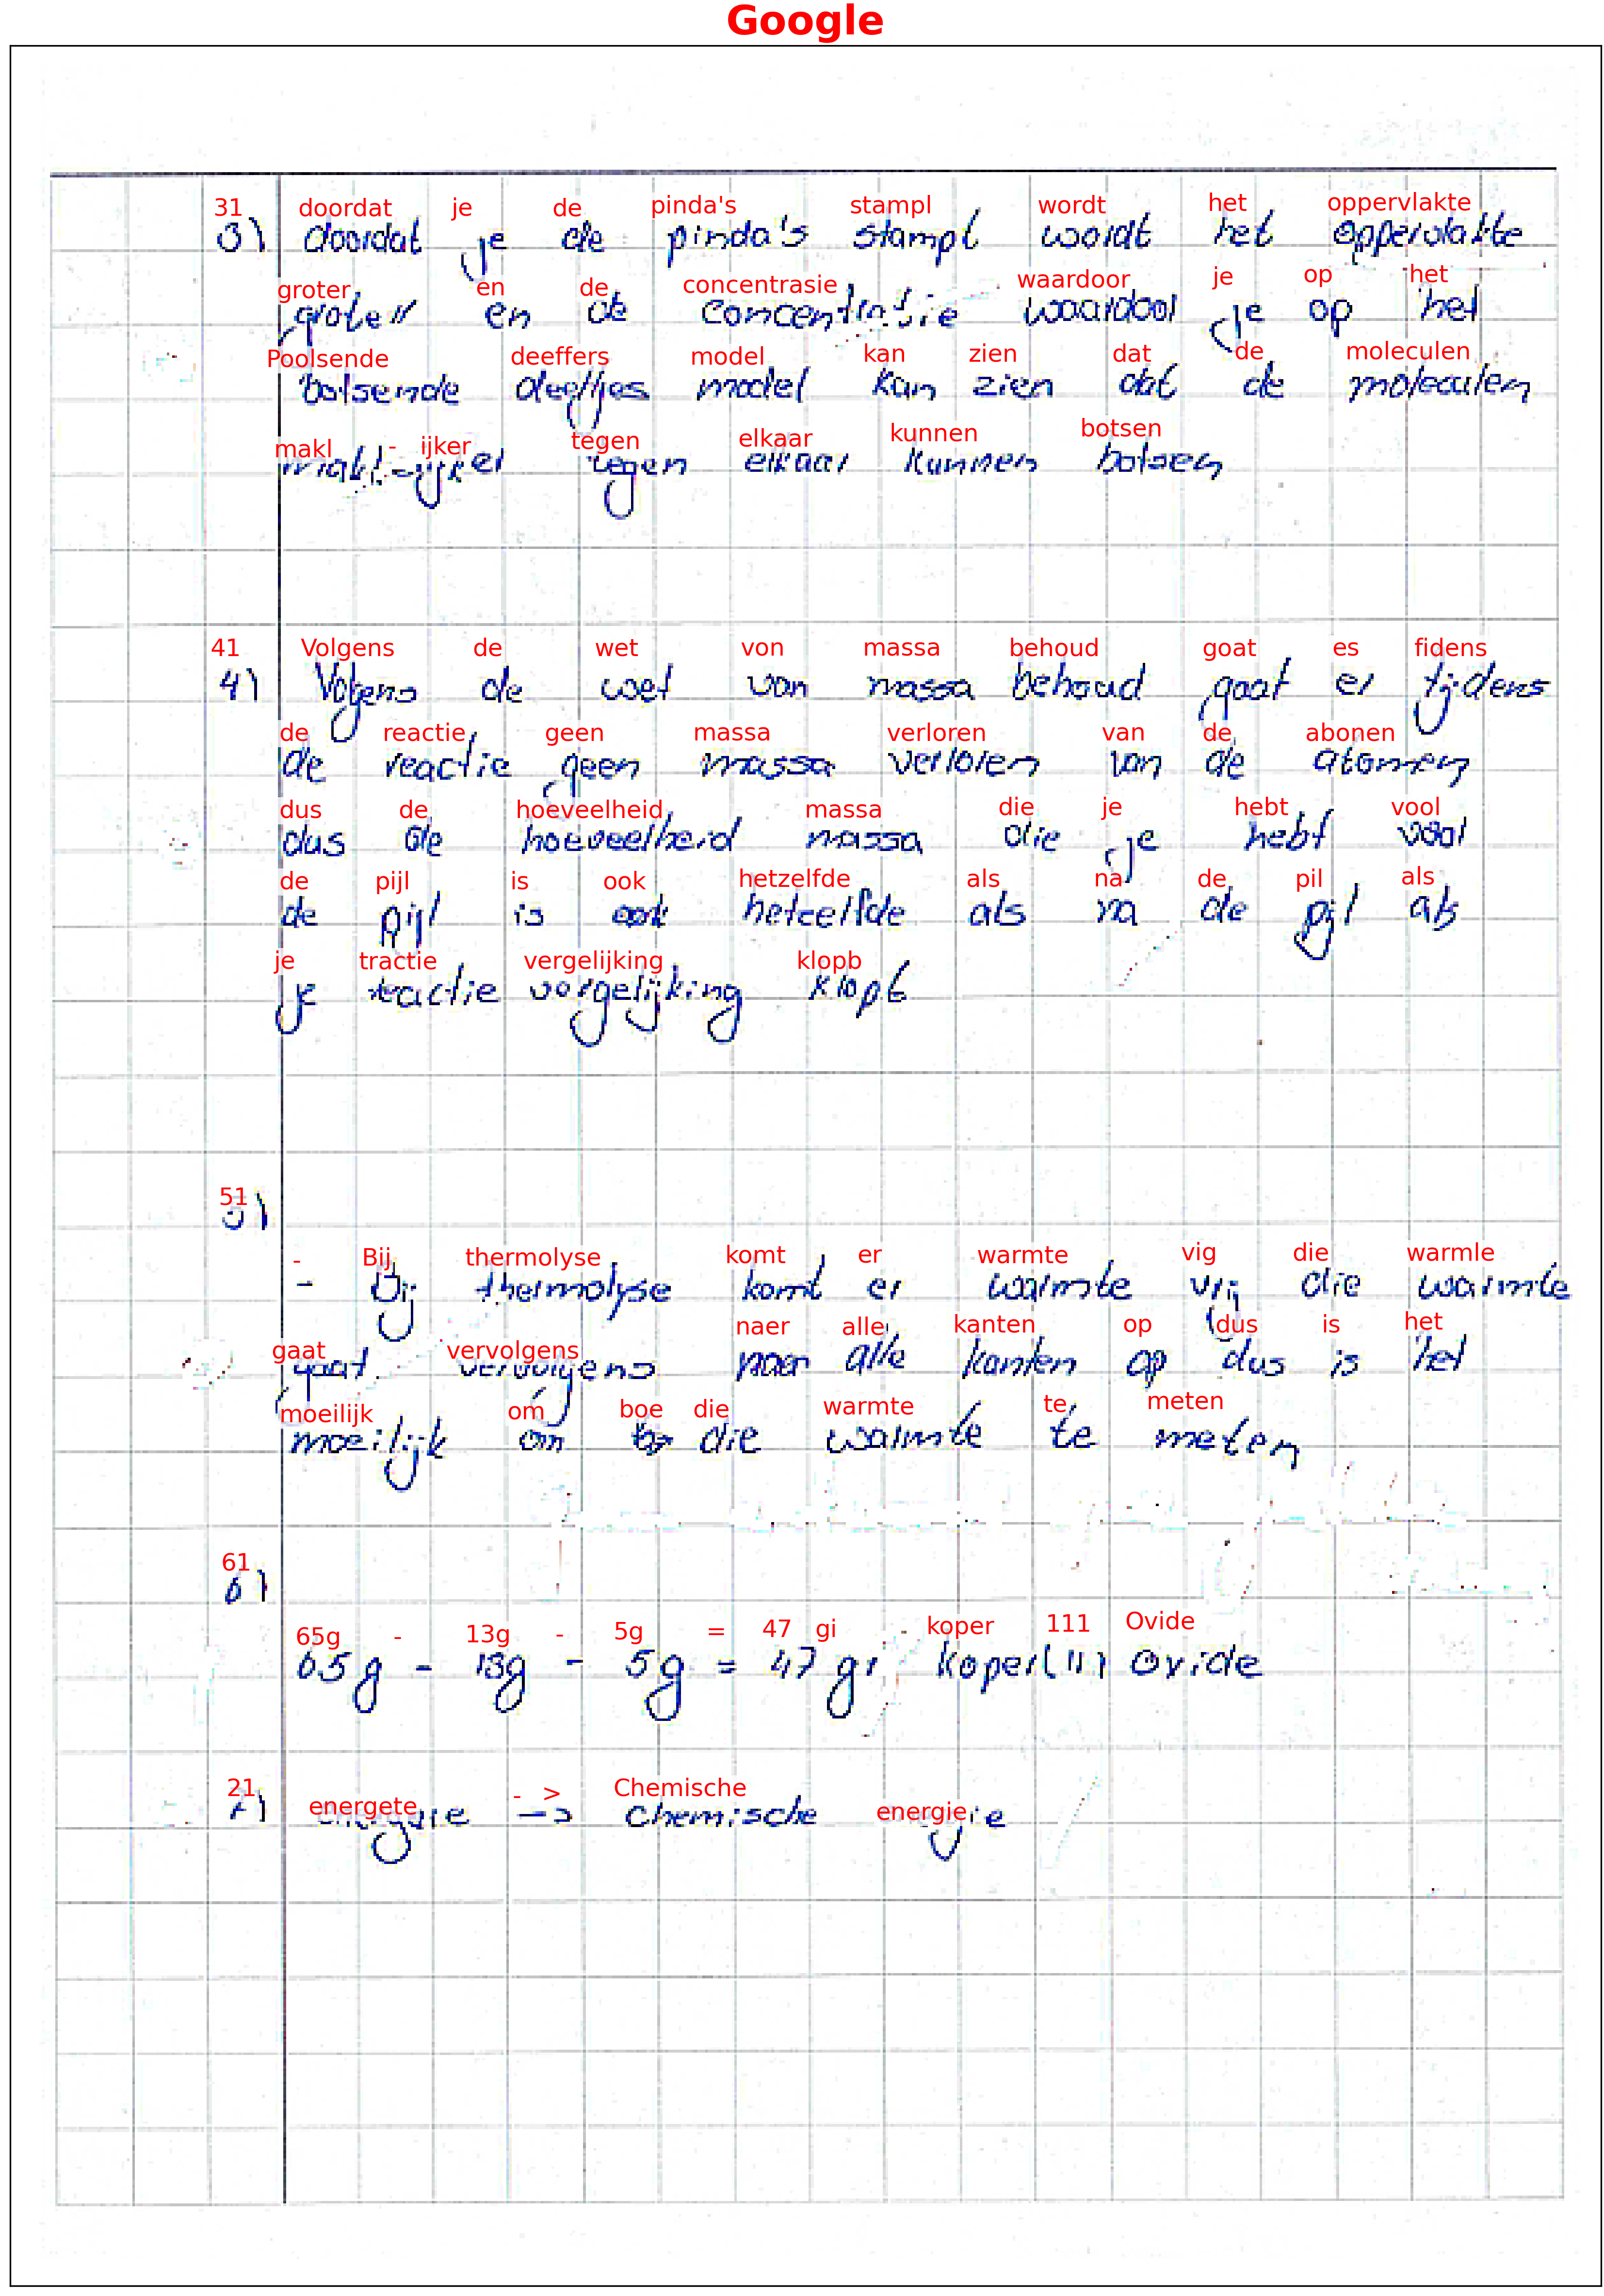 Google
31 doordat je de pinda's stampl wordt het oppervlakte
3) doordat je de pinda's stampt wordt het oppervlakte
groter en de concentrasie waardoor je op het
groter en de concentratie waardoor je op het
Poolsende deeffers model kan zien dat de moleculen
botsende deeltjes model kan zien dat de moleculen
makl - ijker tegen elkaar kunnen botsen
makl-ijker tegen elkaar kunnen botsen
41 Volgens de wet von massa behoud goat es fidens
4) Volgens de wet van massa behoud gaat er tijdens
de reactie geen massa verloren van de abonen
de reactie geen massa verloren van de atomen
dus de hoeveelheid massa die je hebt vool
dus de hoeveelheid massa die je hebt voor
de pijl is ook hetzelfde als na de pil als
de pijl is ook hetzelfde als na de pijl als
je tractie vergelijking klopb
je reactie vergelijking klopt
51
5)
- Bij thermolyse komt er warmte vig die warmle
- Bij thermolyse komt er warmte vrij die warmte
gaat vervolgens naer alle kanten op dus is het
gaat vervolgens naar alle kanten op dus is het
moeilijk om boe die warmte te meten
moeilijk om die warmte te meten
61
6)
65g - 13g - 5g = 47 gi koper 111 Ovide
65g - 13g - 5g = 47 gr koper(II) Oxide
21 energete - > Chemische energie
7) energie -> Chemische energie